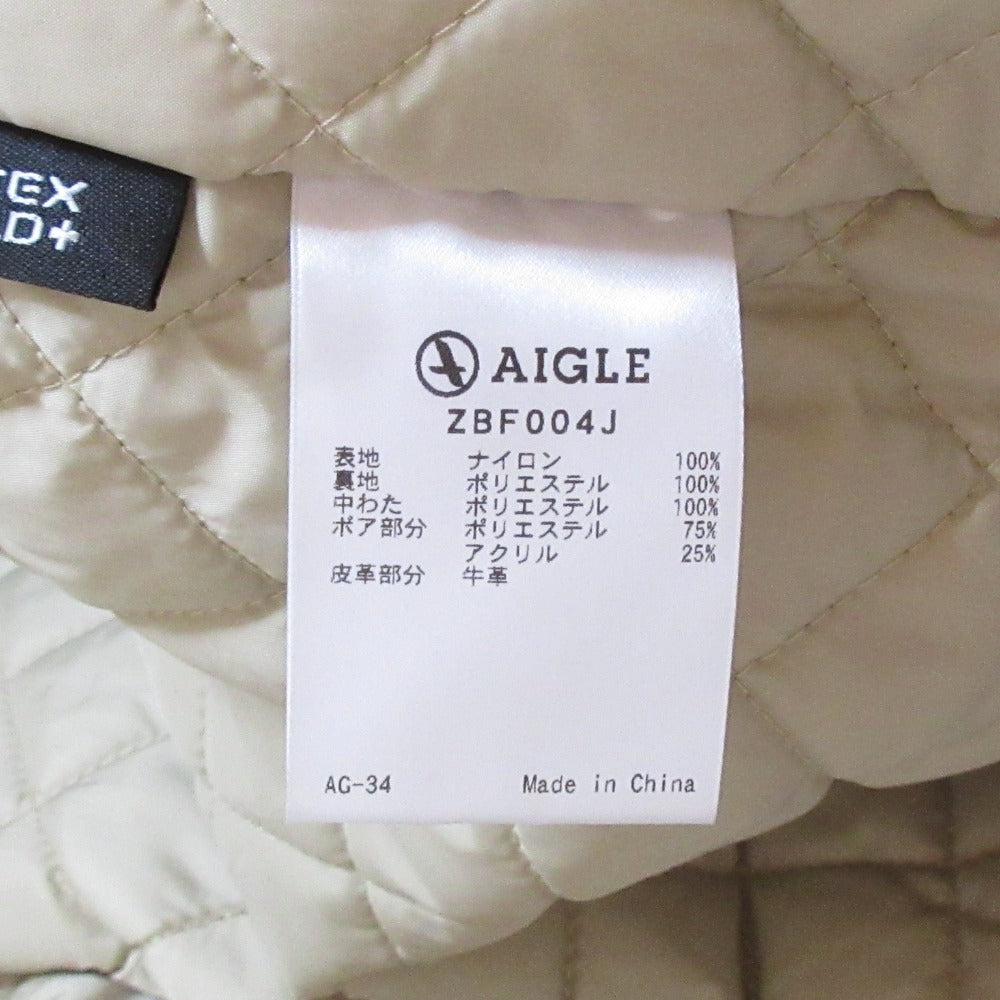 TEX
LD+
AIGLE
ZBF004J
表地 ナイロン 100%
裏地 ポリエステル 100%
中わた ポリエステル 100%
ボア部分 ポリエステル 75%
アクリル 25%
皮革部分 牛革
AG-34 Made in China